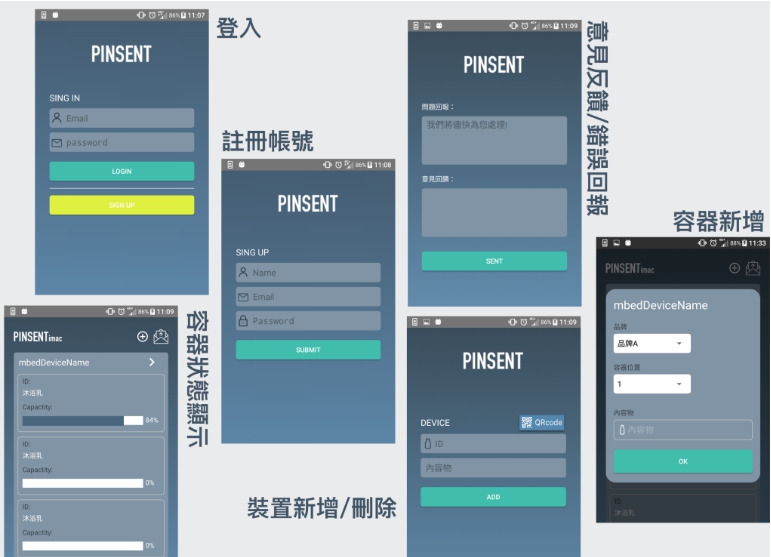 11:07
86%
登入
PINSENT
SING IN
Email
password
LOGIN
SIGN UP
註冊帳號
86% 11:08
PINSENT
SING UP
Name
Email
Password
SUBMIT
86% 11:09
意見反饋/錯誤回報
PINSENT
問題回報：
我們將儘快為您處理!
意見回饋：
SENT
容器新增
88% 11:33
PINSENTimac
mbedDeviceName
品牌
品牌A
容器位置
1
內容物
內容物
OK
ID:
沐浴乳
86% 11:09
容器狀態顯示
PINSENTimac
mbedDeviceName
ID:
沐浴乳
Capactity:
84%
ID:
沐浴乳
Capactity:
0%
ID:
沐浴乳
Capactity:
0%
裝置新增/刪除
86% 11:09
PINSENT
DEVICE
QRcode
ID
內容物
ADD